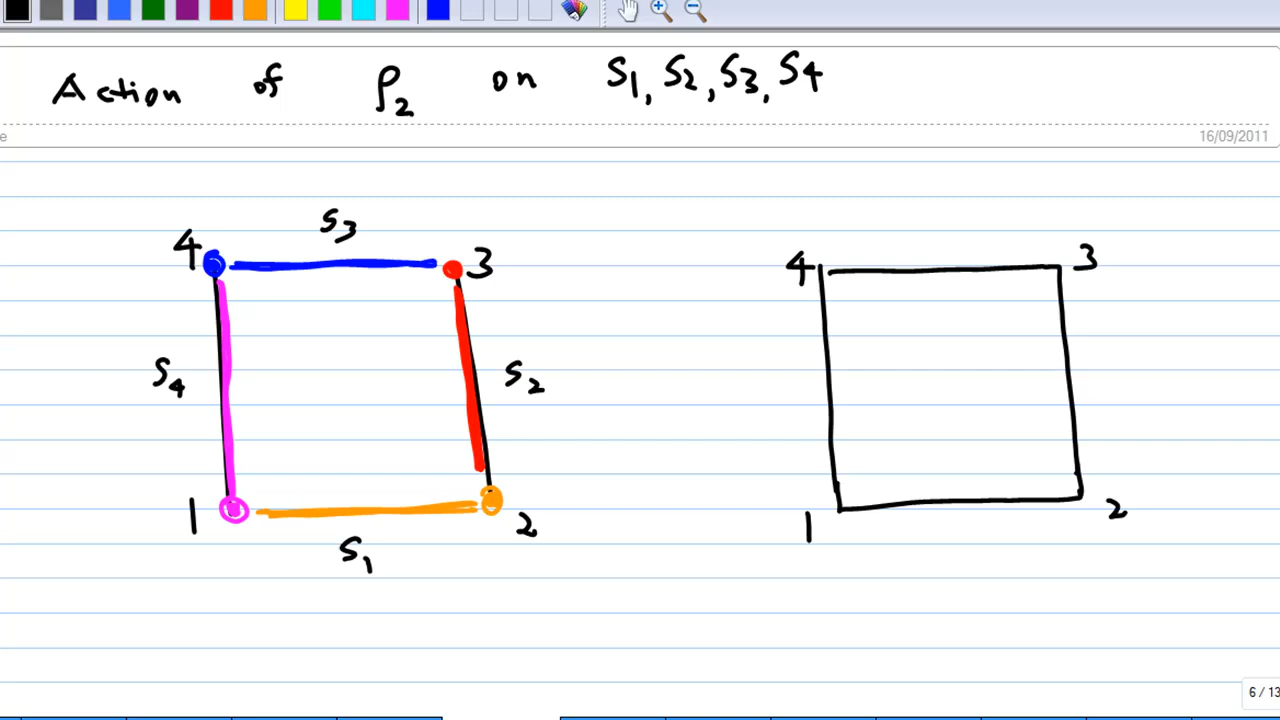 Action of ρ₂ on S₁, S₂, S₃, S₄
e
16/09/2011
S₃
4 3 4 3
S₄ S₂
1 2 1 2
S₁
6 / 13